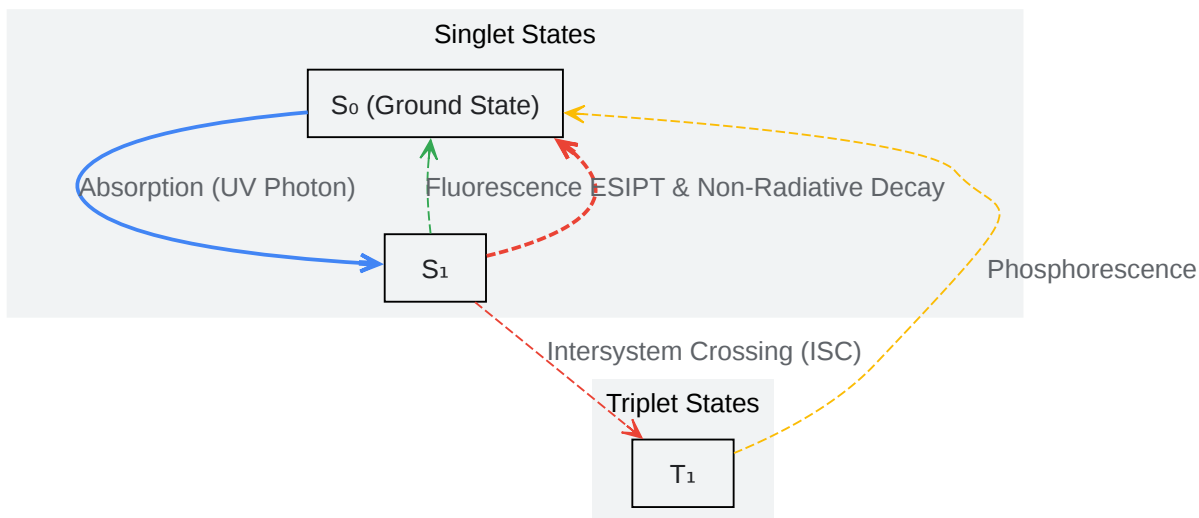 Singlet States
S₀ (Ground State)
Absorption (UV Photon)
Fluorescence
ESIPT & Non-Radiative Decay
S₁
Phosphorescence
Intersystem Crossing (ISC)
Triplet States
T₁